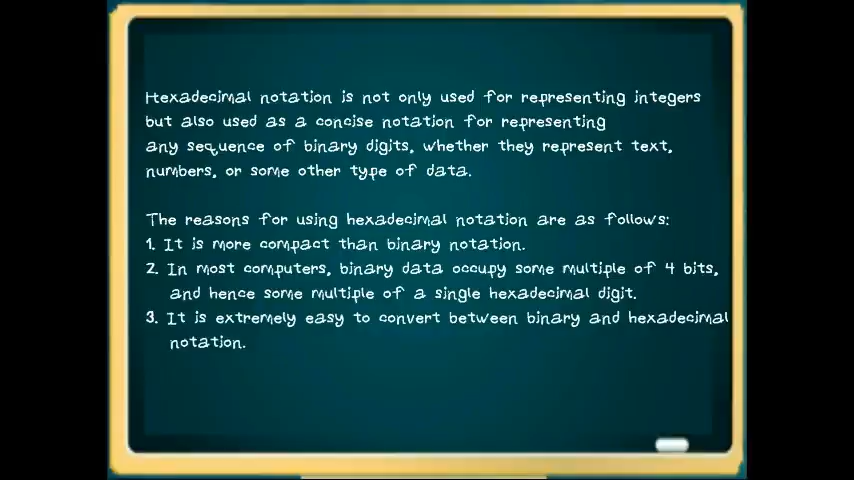 Hexadecimal notation is not only used for representing integers
but also used as a concise notation for representing
any sequence of binary digits, whether they represent text,
numbers, or some other type of data.
The reasons for using hexadecimal notation are as follows:
1. It is more compact than binary notation.
2. In most computers, binary data occupy some multiple of 4 bits,
and hence some multiple of a single hexadecimal digit.
3. It is extremely easy to convert between binary and hexadecimal
notation.